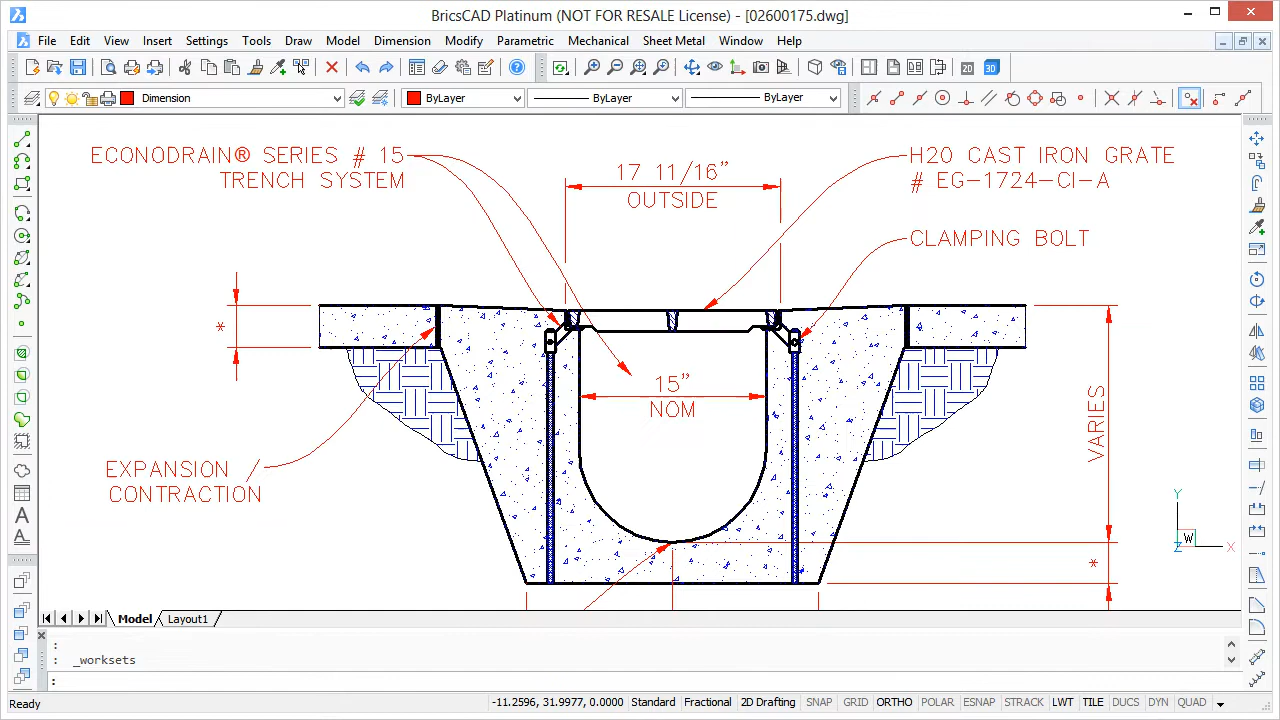 BricsCAD Platinum (NOT FOR RESALE License) - [02600175.dwg]
File Edit View Insert Settings Tools Draw Model Dimension Modify Parametric Mechanical Sheet Metal Window Help
2D 3D
Dimension ByLayer ByLayer ByLayer
ECONODRAIN® SERIES # 15
TRENCH SYSTEM
17 11/16"
OUTSIDE
H20 CAST IRON GRATE
# EG-1724-CI-A
CLAMPING BOLT
*
15"
NOM
VARIES
EXPANSION /
CONTRACTION
*
Y
W
Z X
Model Layout1
:
: _worksets
:
Ready -11.2596, 31.9977, 0.0000 Standard Fractional 2D Drafting SNAP GRID ORTHO POLAR ESNAP STRACK LWT TILE DUCS DYN QUAD